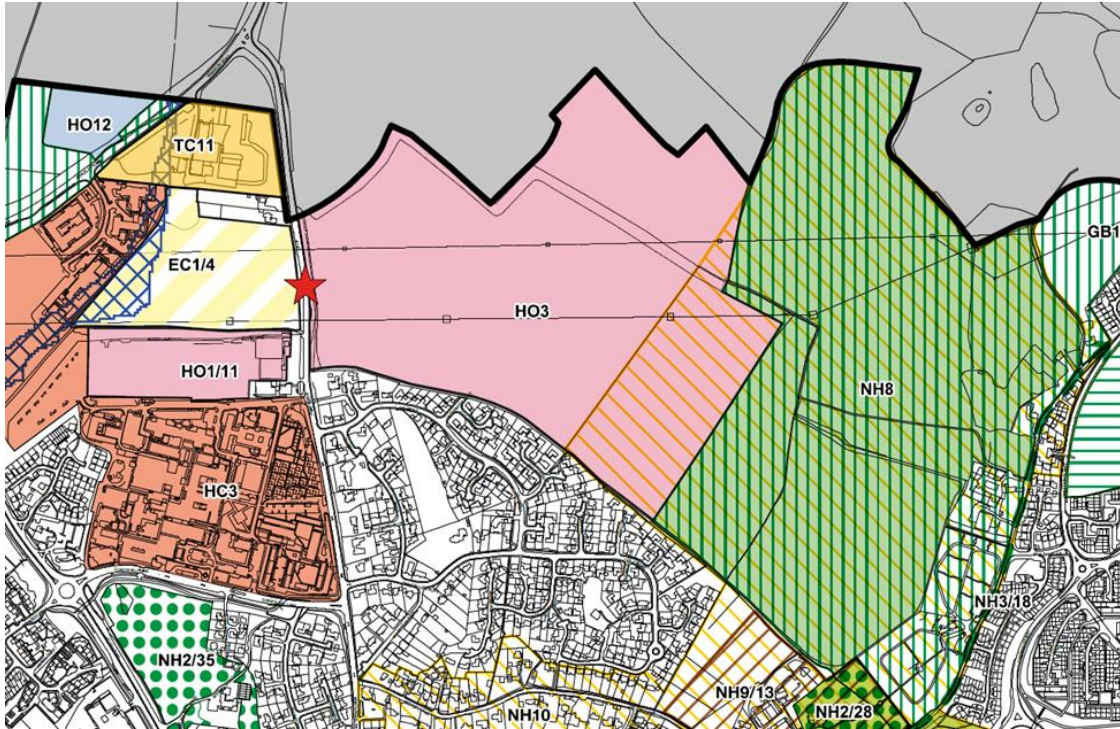 HO12
TC11
GB1
EC1/4
HO3
HO1/11
NH8
HC3
NH3/18
NH2/35
NH9/13
NH10
NH2/28